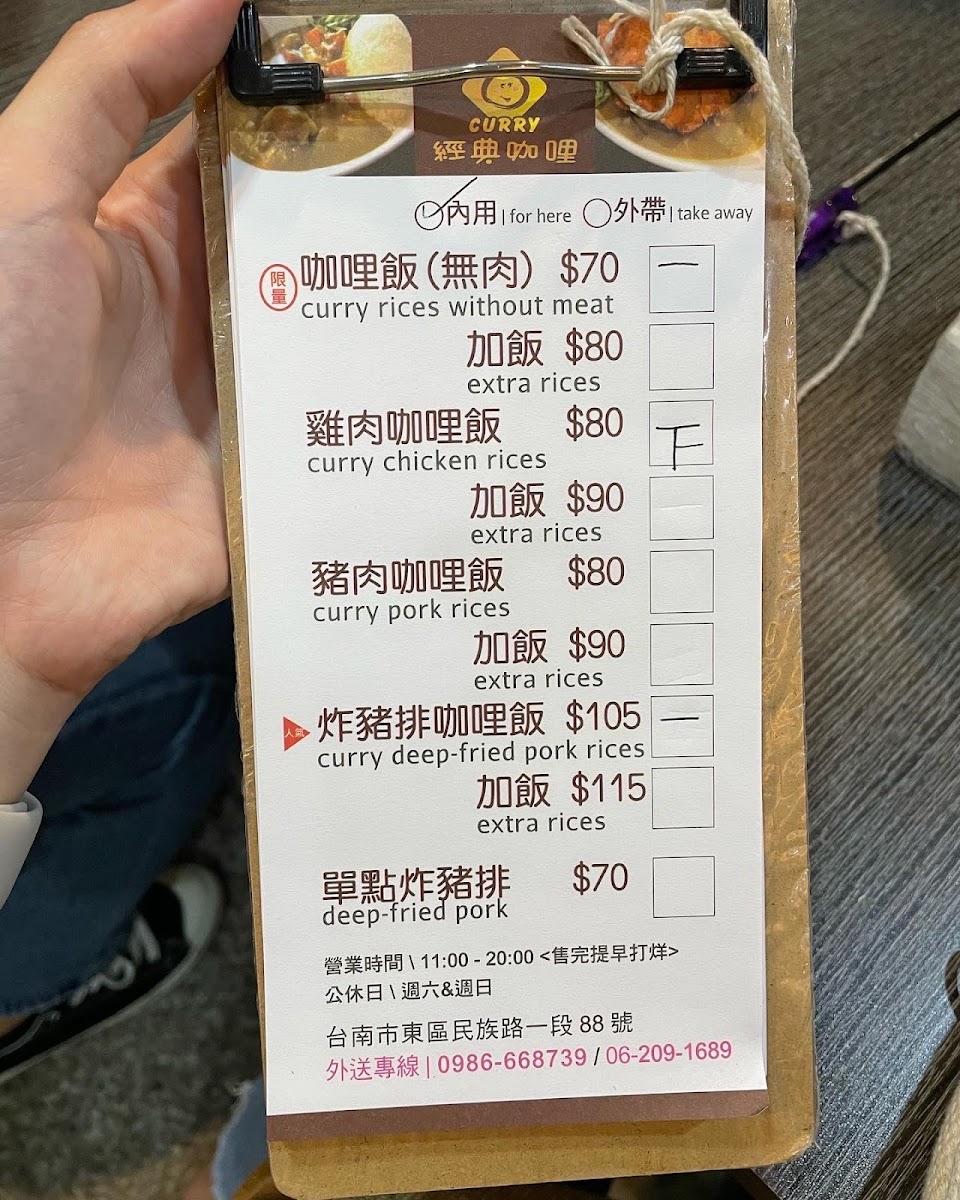 CURRY
經典咖哩
內用 | for here 外帶 | take away
限量 咖哩飯(無肉) $70 一
curry rices without meat
加飯 $80
extra rices
雞肉咖哩飯 $80 下
curry chicken rices
加飯 $90
extra rices
豬肉咖哩飯 $80
curry pork rices
加飯 $90
extra rices
人氣 炸豬排咖哩飯 $105 一
curry deep-fried pork rices
加飯 $115
extra rices
單點炸豬排 $70
deep-fried pork
營業時間 \ 11:00 - 20:00 <售完提早打烊>
公休日 \ 週六&週日
台南市東區民族路一段 88 號
外送專線 | 0986-668739 / 06-209-1689